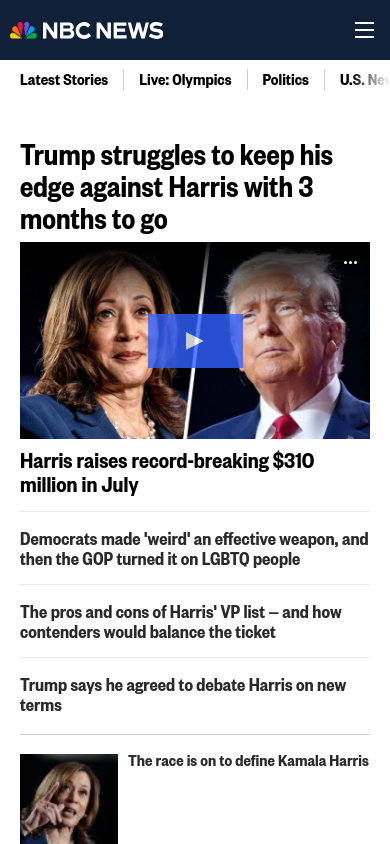 NBC NEWS
Latest Stories
Live: Olympics
Politics
U.S. Ne
Trump struggles to keep his
edge against Harris with 3
months to go
Harris raises record-breaking $310
million in July
Democrats made 'weird' an effective weapon, and
then the GOP turned it on LGBTQ people
The pros and cons of Harris' VP list — and how
contenders would balance the ticket
Trump says he agreed to debate Harris on new
terms
The race is on to define Kamala Harris